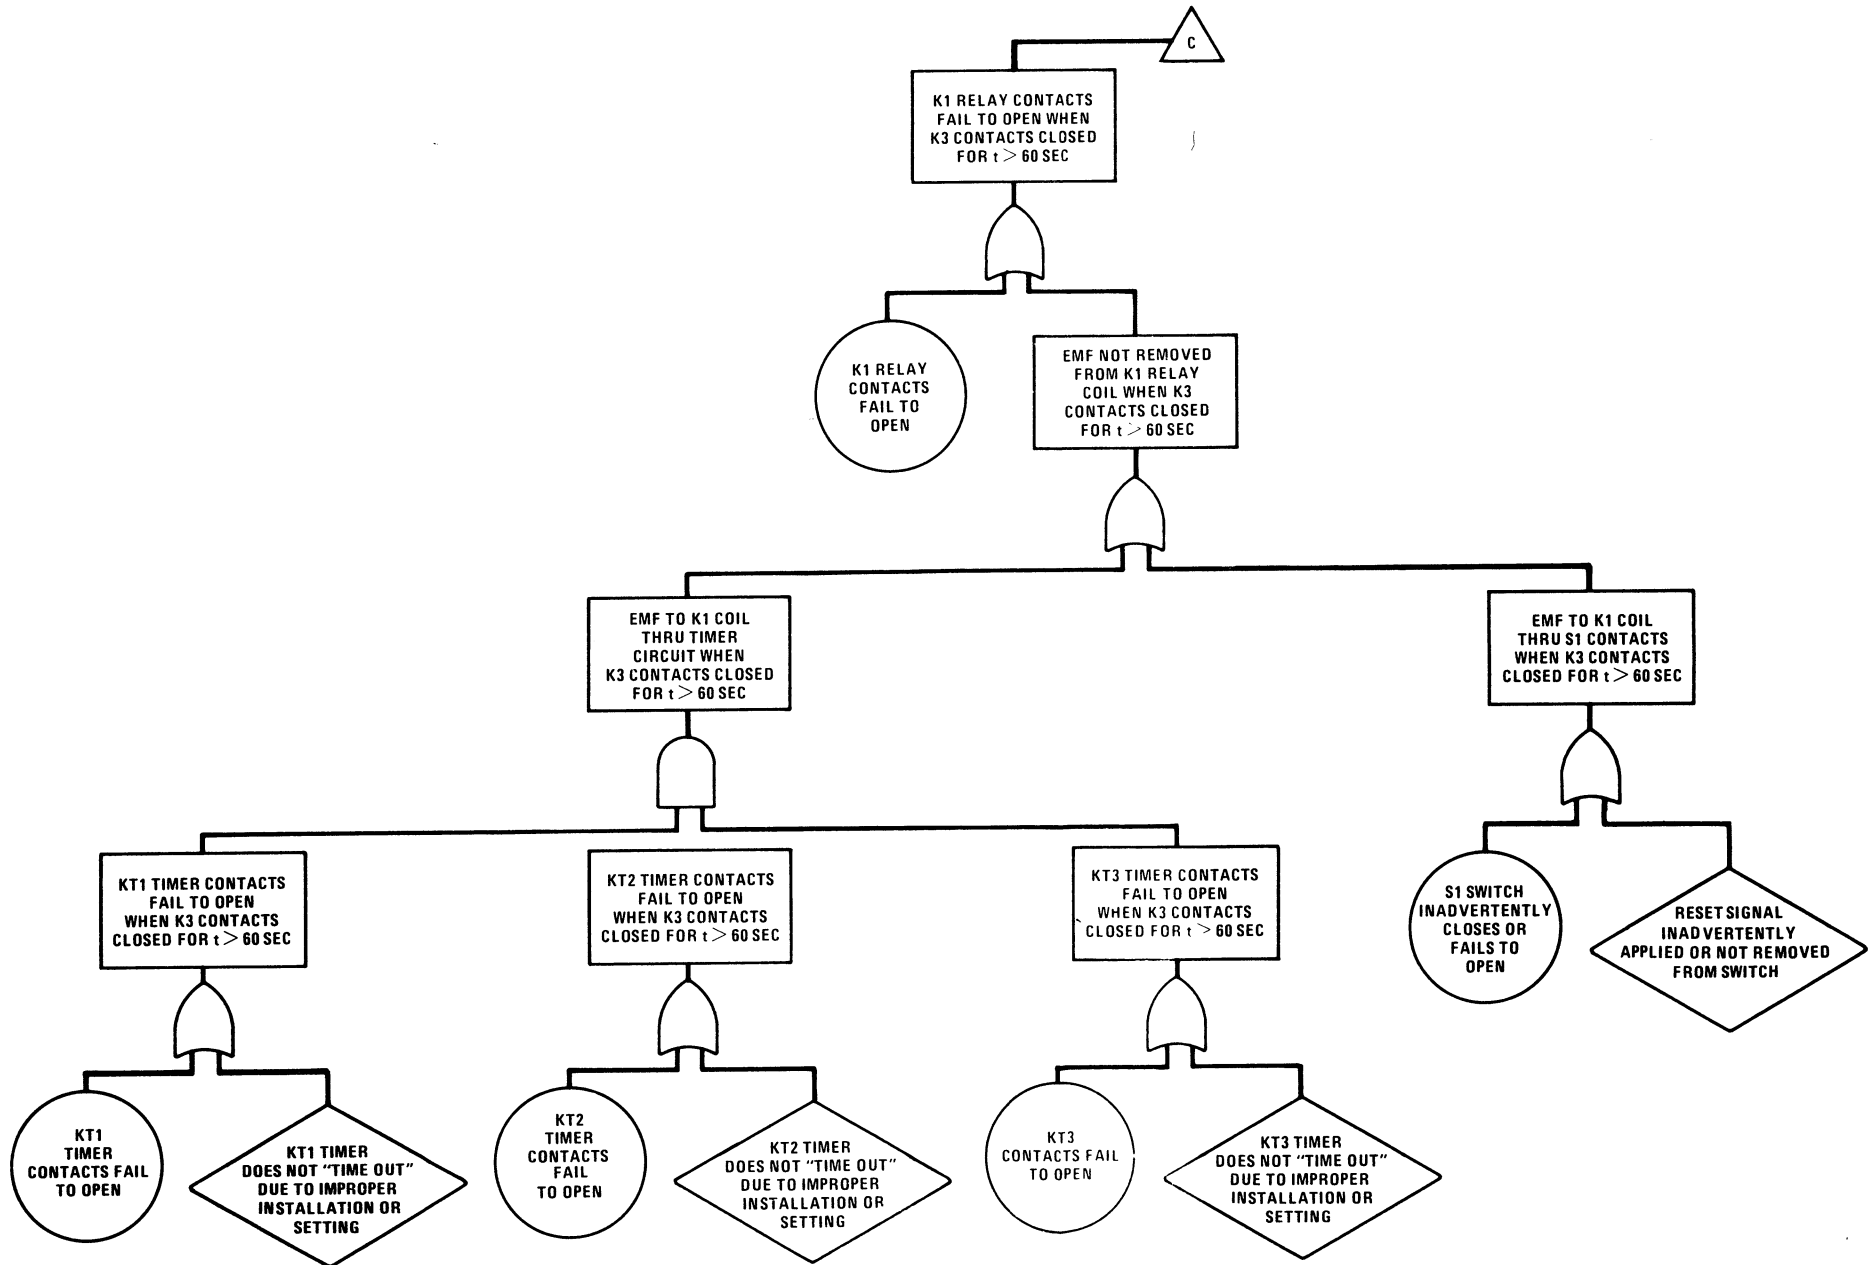 C
K1 RELAY CONTACTS
FAIL TO OPEN WHEN
K3 CONTACTS CLOSED
FOR t > 60 SEC
K1 RELAY
CONTACTS
FAIL TO
OPEN
EMF NOT REMOVED
FROM K1 RELAY
COIL WHEN K3
CONTACTS CLOSED
FOR t > 60 SEC
EMF TO K1 COIL
THRU TIMER
CIRCUIT WHEN
K3 CONTACTS CLOSED
FOR t > 60 SEC
EMF TO K1 COIL
THRU S1 CONTACTS
WHEN K3 CONTACTS
CLOSED FOR t > 60 SEC
KT1 TIMER CONTACTS
FAIL TO OPEN
WHEN K3 CONTACTS
CLOSED FOR t > 60 SEC
KT2 TIMER CONTACTS
FAIL TO OPEN
WHEN K3 CONTACTS
CLOSED FOR t > 60 SEC
KT3 TIMER CONTACTS
FAIL TO OPEN
WHEN K3 CONTACTS
CLOSED FOR t > 60 SEC
S1 SWITCH
INADVERTENTLY
CLOSES OR
FAILS TO
OPEN
RESET SIGNAL
INADVERTENTLY
APPLIED OR NOT REMOVED
FROM SWITCH
KT1
TIMER
CONTACTS FAIL
TO OPEN
KT1 TIMER
DOES NOT “TIME OUT”
DUE TO IMPROPER
INSTALLATION OR
SETTING
KT2
TIMER
CONTACTS
FAIL
TO OPEN
KT2 TIMER
DOES NOT “TIME OUT”
DUE TO IMPROPER
INSTALLATION OR
SETTING
KT3
CONTACTS FAIL
TO OPEN
KT3 TIMER
DOES NOT “TIME OUT”
DUE TO IMPROPER
INSTALLATION OR
SETTING